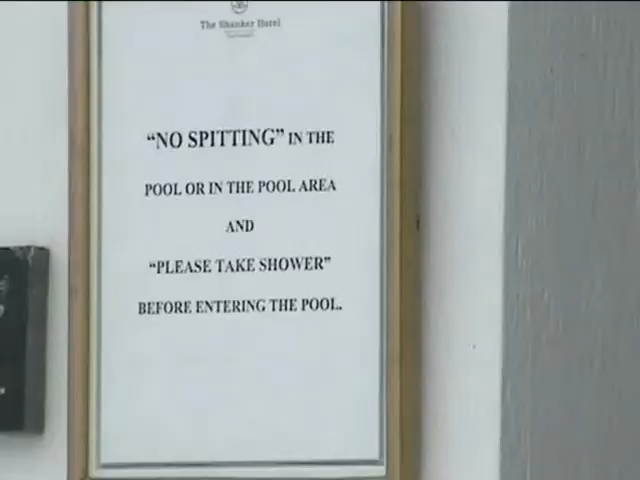 The Shanker Hotel
“NO SPITTING” IN THE
POOL OR IN THE POOL AREA
AND
“PLEASE TAKE SHOWER”
BEFORE ENTERING THE POOL.